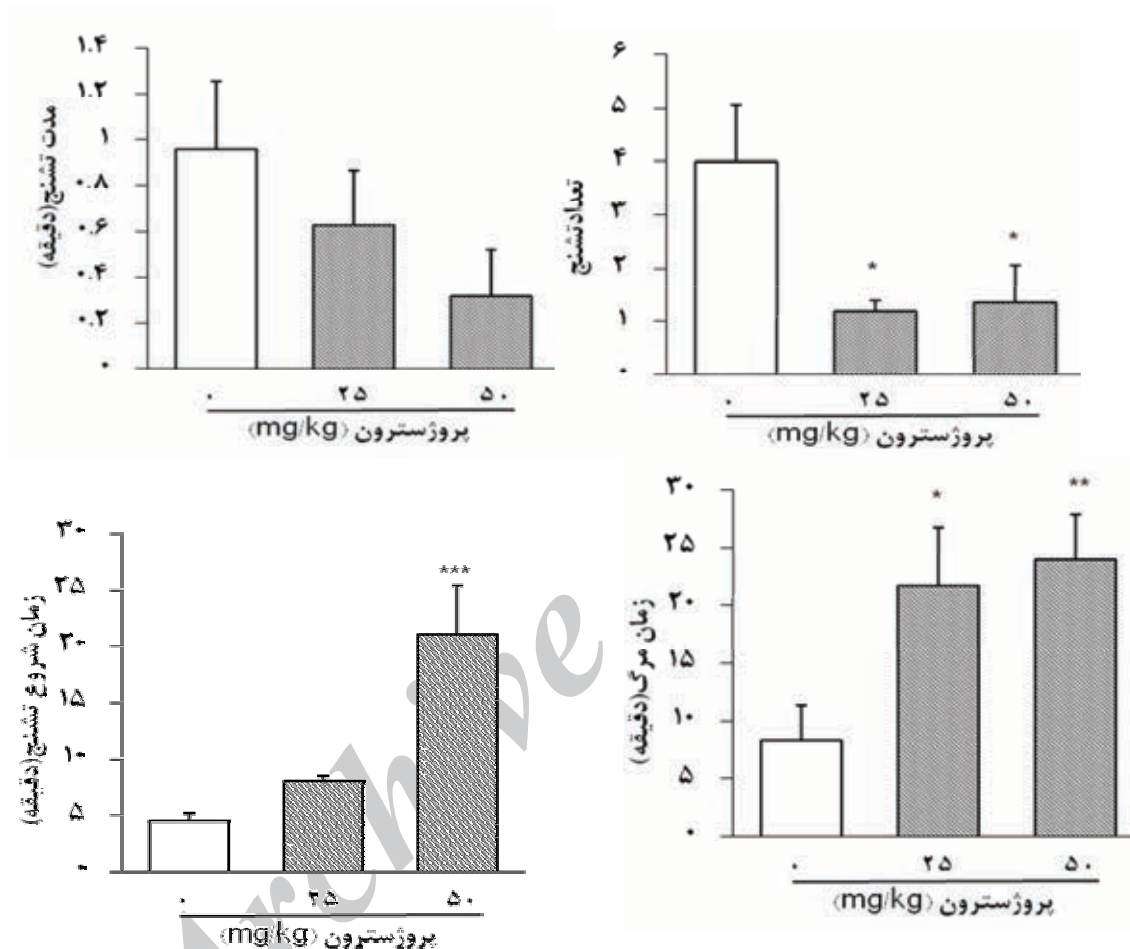 ۱.۴
۱.۲
۱
۰.۸
۰.۶
۰.۴
۰.۲
۰
مدت تشنج(دقیقه)
۰ ۲۵ ۵۰
پروژسترون (mg/kg)
۶
۵
۴
۳
۲
۱
۰
تعدادتشنج
* *
۰ ۲۵ ۵۰
پروژسترون (mg/kg)
۳۰
۲۵
۲۰
۱۵
۱۰
۵
۰
زمان شروع تشنج(دقیقه)
***
۰ ۲۵ ۵۰
پروژسترون (mg/kg)
۳۰
۲۵
۲۰
۱۵
۱۰
۵
۰
زمان مرگ(دقیقه)
* **
۰ ۲۵ ۵۰
پروژسترون (mg/kg)
Archive